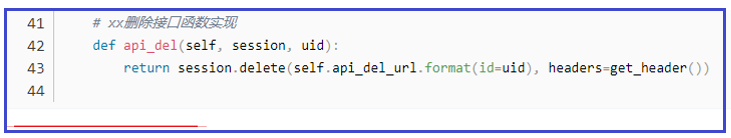 41 # xx删除接口函数实现
42 def api_del(self, session, uid):
43 return session.delete(self.api_del_url.format(id=uid), headers=get_header())
44